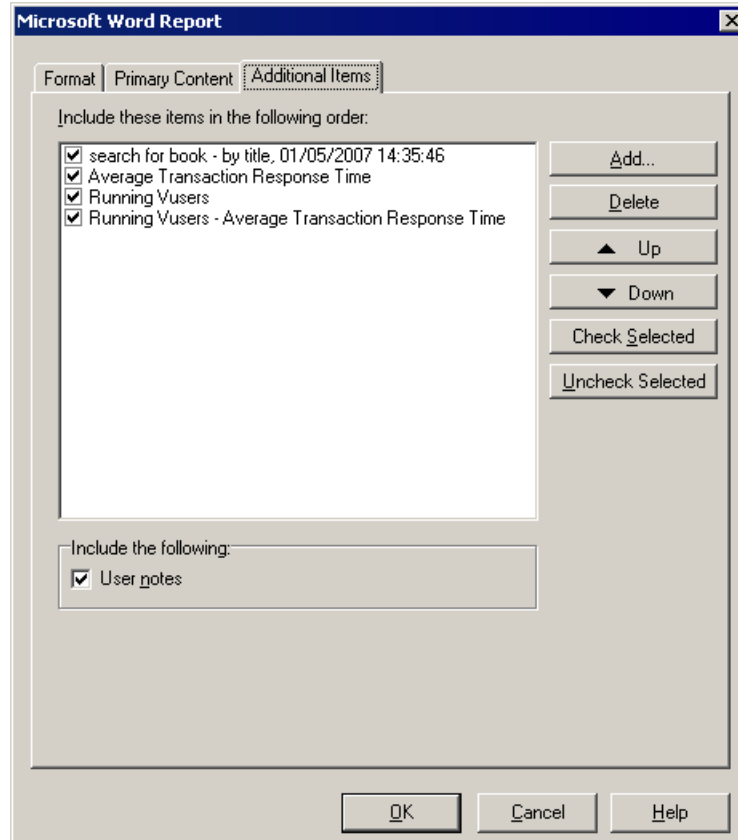 Microsoft Word Report
Format
Primary Content
Additional Items
Include these items in the following order:
search for book - by title, 01/05/2007 14:35:46
Average Transaction Response Time
Running Vusers
Running Vusers - Average Transaction Response Time
Add...
Delete
Up
Down
Check Selected
Uncheck Selected
Include the following:
User notes
OK
Cancel
Help